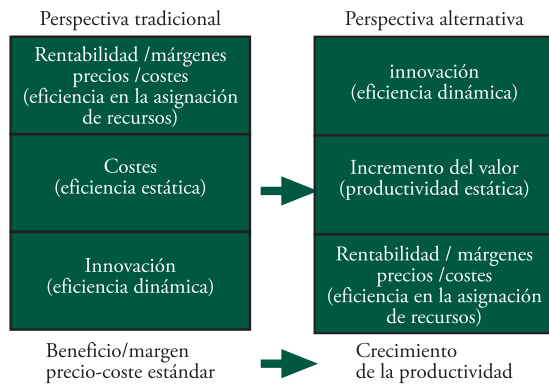 Perspectiva tradicional
Rentabilidad /márgenes
precios /costes
(eficiencia en la asignación
de recursos)
Costes
(eficiencia estática)
Innovación
(eficiencia dinámica)
Beneficio/margen
precio-coste estándar
Perspectiva alternativa
innovación
(eficiencia dinámica)
Incremento del valor
(productividad estática)
Rentabilidad / márgenes
precios /costes
(eficiencia en la asignación
de recursos)
Crecimiento
de la productividad